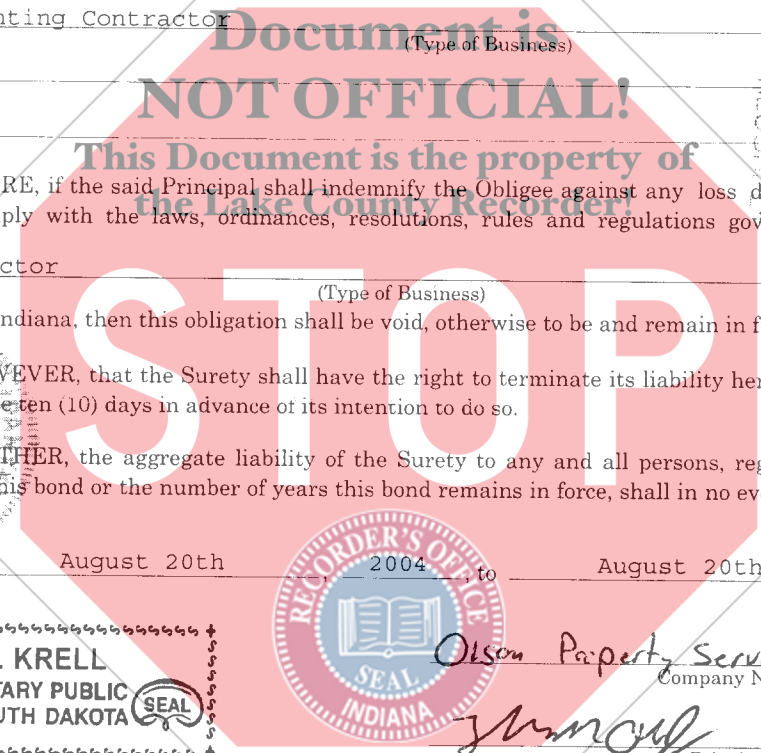 nting Contractor
Document is
(Type of Business)
NOT OFFICIAL!
This Document is the property of
the Lake County Recorder!
RE, if the said Principal shall indemnify the Obligee against any loss d
ply with the laws, ordinances, resolutions, rules and regulations gov
ctor
(Type of Business)
ndiana, then this obligation shall be void, otherwise to be and remain in f
STOP
VEVER, that the Surety shall have the right to terminate its liability her
e ten (10) days in advance of its intention to do so.
THER, the aggregate liability of the Surety to any and all persons, reg
his bond or the number of years this bond remains in force, shall in no eve
August 20th, 2004, to August 20th
RECORDER'S OFFICE
SEAL
INDIANA
Olson Property Serv
Company N
. KRELL
TARY PUBLIC
UTH DAKOTA
SEAL